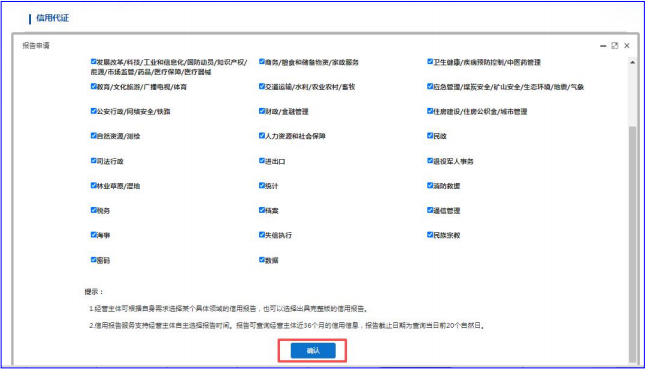 信用代证
报告申请
发展改革/科技/工业和信息化/国防动员/知识产权/ 商务/粮食和储备物资/家政服务 卫生健康/疾病预防控制/中医药管理
能源/市场监管/药品/医疗保障/医疗器械
教育/文化旅游/广播电视/体育 交通运输/水利/农业农村/畜牧 应急管理/煤炭安全/矿山安全/生态环境/地震/气象
公安行政/网络安全/铁路 财政/金融管理 住房建设/住房公积金/城市管理
自然资源/测绘 人力资源和社会保障 民政
司法行政 进出口 退役军人事务
林业草原/湿地 统计 消防救援
税务 档案 通信管理
海事 失信执行 民族宗教
密码 数据
提示：
1.经营主体可根据自身需求选择某个具体领域的信用报告，也可以选择出具完整版的信用报告。
2.信用报告服务支持经营主体自主选择报告时间。报告可查询经营主体近36个月的信用信息，报告截止日期为查询当日前20个自然日。
确认